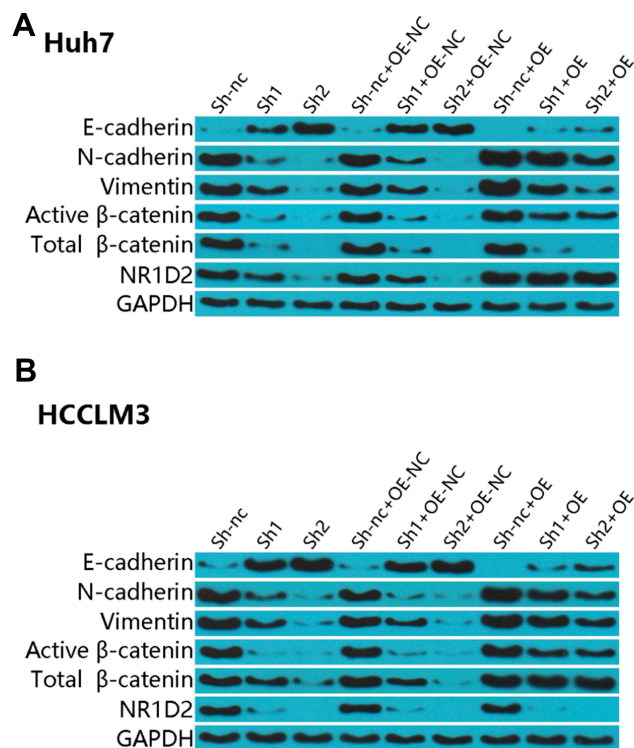 A
Huh7
Sh-nc
Sh1
Sh2
Sh-nc+OE-NC
Sh1+OE-NC
Sh2+OE-NC
Sh-nc+OE
Sh1+OE
Sh2+OE
E-cadherin
N-cadherin
Vimentin
Active β-catenin
Total β-catenin
NR1D2
GAPDH
B
HCCLM3
Sh-nc
Sh1
Sh2
Sh-nc+OE-NC
Sh1+OE-NC
Sh2+OE-NC
Sh-nc+OE
Sh1+OE
Sh2+OE
E-cadherin
N-cadherin
Vimentin
Active β-catenin
Total β-catenin
NR1D2
GAPDH